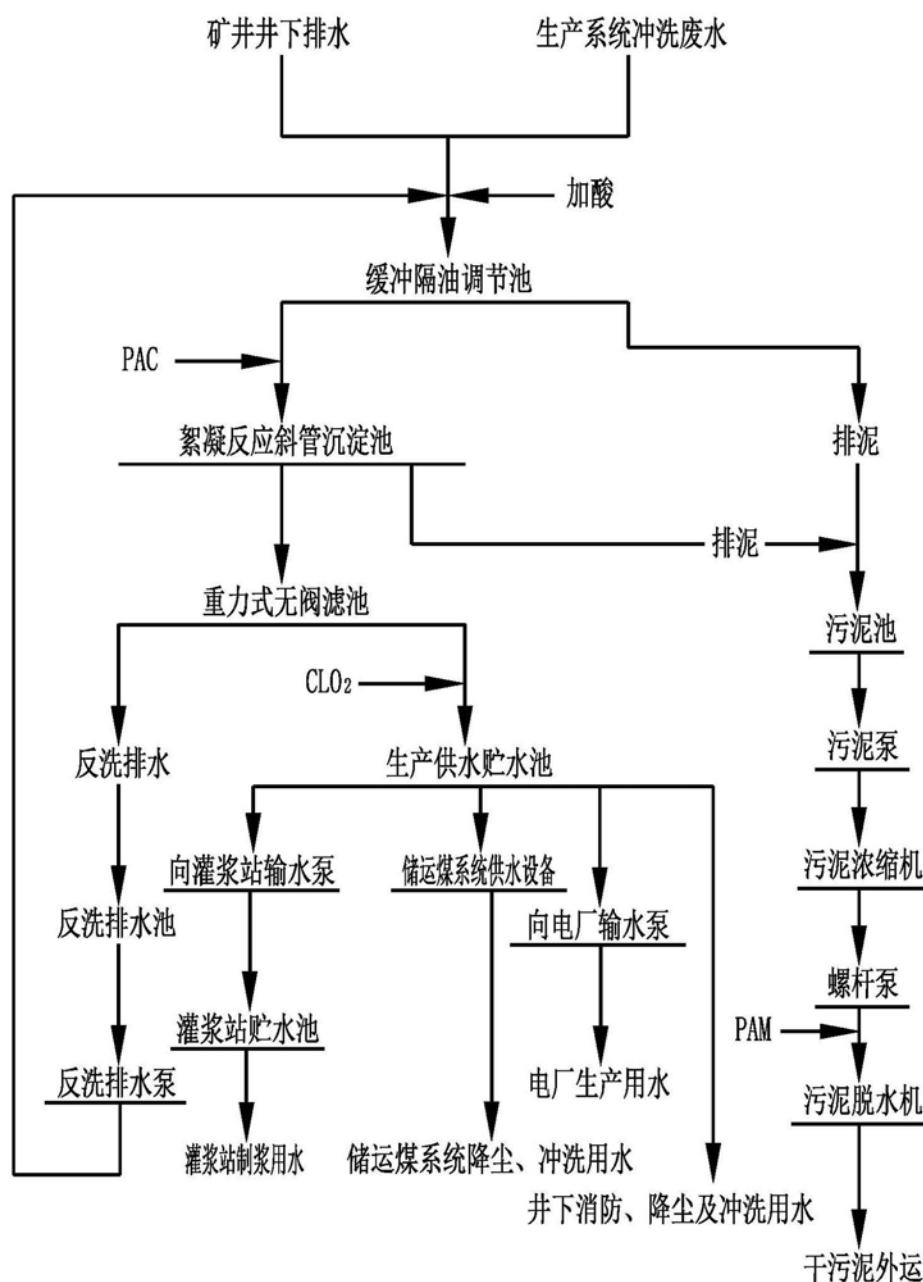 矿井井下排水
生产系统冲洗废水
加酸
缓冲隔油调节池
PAC
絮凝反应斜管沉淀池
排泥
排泥
重力式无阀滤池
污泥池
CLO₂
污泥泵
反洗排水
生产供水贮水池
向灌浆站输水泵
储运煤系统供水设备
污泥浓缩机
反洗排水池
向电厂输水泵
螺杆泵
灌浆站贮水池
PAM
反洗排水泵
电厂生产用水
污泥脱水机
灌浆站制浆用水
储运煤系统降尘、冲洗用水
井下消防、降尘及冲洗用水
干污泥外运